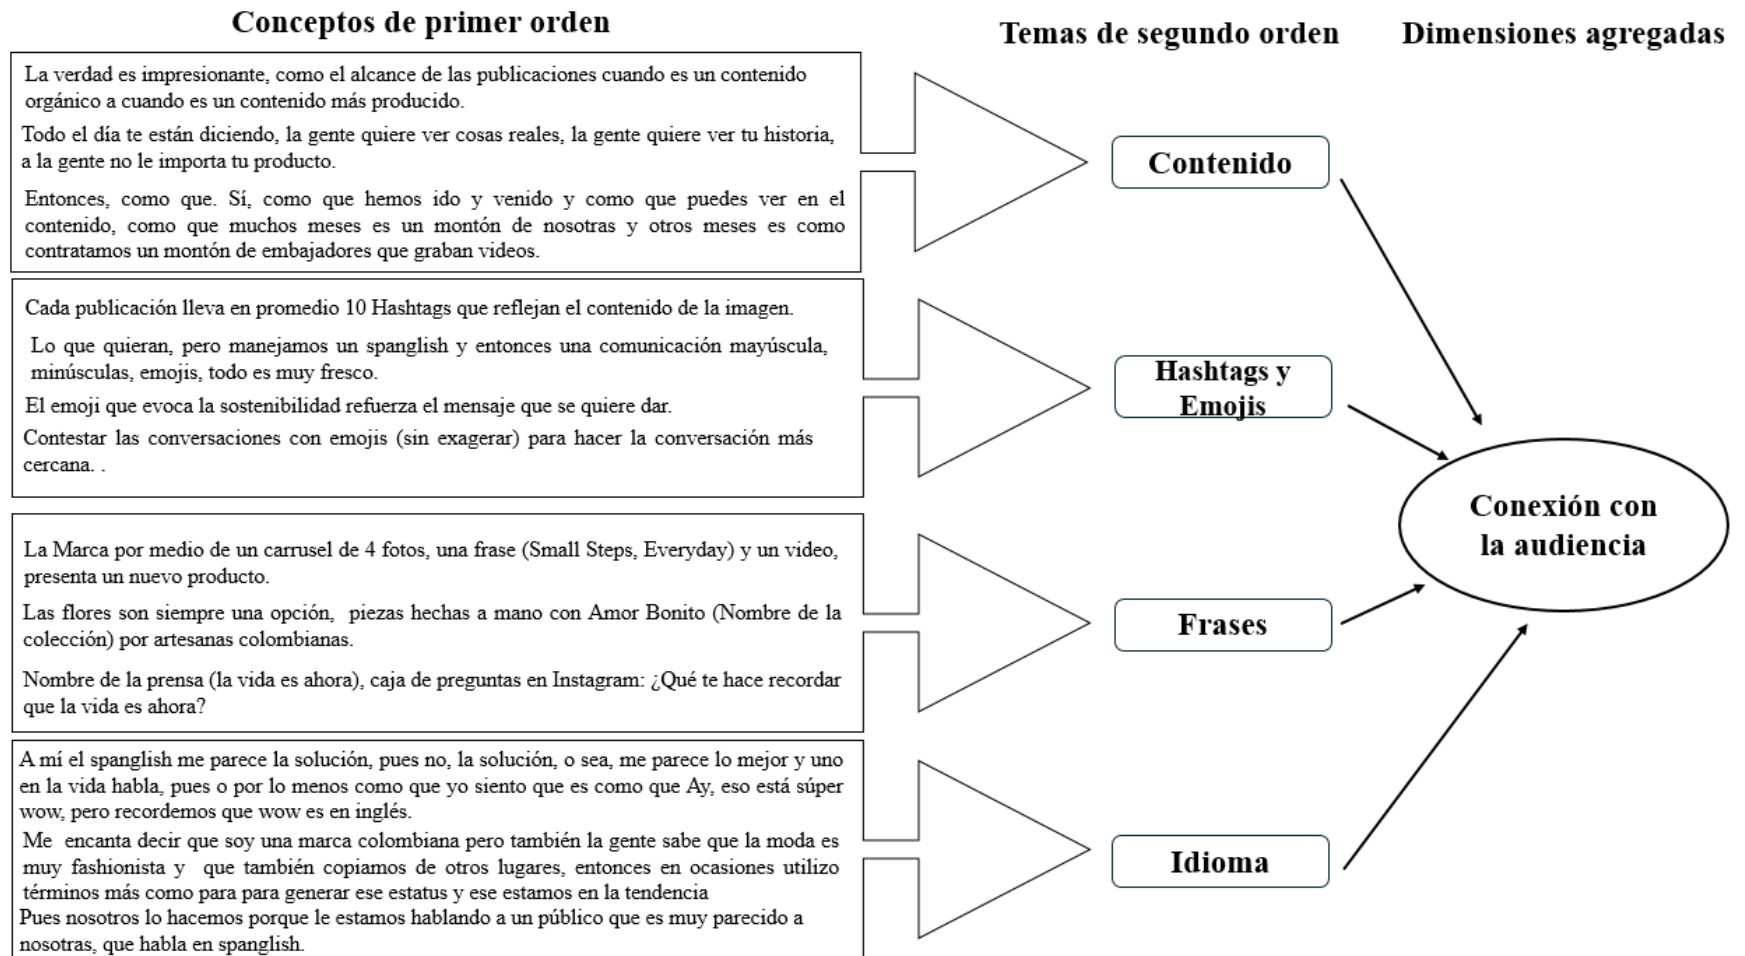 Conceptos de primer orden
Temas de segundo orden
Dimensiones agregadas
La verdad es impresionante, como el alcance de las publicaciones cuando es un contenido
orgánico a cuando es un contenido más producido.
Todo el día te están diciendo, la gente quiere ver cosas reales, la gente quiere ver tu historia,
a la gente no le importa tu producto.
Entonces, como que. Sí, como que hemos ido y venido y como que puedes ver en el
contenido, como que muchos meses es un montón de nosotras y otros meses es como
contratamos un montón de embajadores que graban videos.
Contenido
Cada publicación lleva en promedio 10 Hashtags que reflejan el contenido de la imagen.
Lo que quieran, pero manejamos un spanglish y entonces una comunicación mayúscula,
minúsculas, emojis, todo es muy fresco.
El emoji que evoca la sostenibilidad refuerza el mensaje que se quiere dar.
Contestar las conversaciones con emojis (sin exagerar) para hacer la conversación más
cercana. .
Hashtags y
Emojis
La Marca por medio de un carrusel de 4 fotos, una frase (Small Steps, Everyday) y un video,
presenta un nuevo producto.
Las flores son siempre una opción, piezas hechas a mano con Amor Bonito (Nombre de la
colección) por artesanas colombianas.
Nombre de la prensa (la vida es ahora), caja de preguntas en Instagram: ¿Qué te hace recordar
que la vida es ahora?
Frases
A mí el spanglish me parece la solución, pues no, la solución, o sea, me parece lo mejor y uno
en la vida habla, pues o por lo menos como que yo siento que es como que Ay, eso está súper
wow, pero recordemos que wow es en inglés.
Me encanta decir que soy una marca colombiana pero también la gente sabe que la moda es
muy fashionista y que también copiamos de otros lugares, entonces en ocasiones utilizo
términos más como para para generar ese estatus y ese estamos en la tendencia
Pues nosotros lo hacemos porque le estamos hablando a un público que es muy parecido a
nosotras, que habla en spanglish.
Idioma
Conexión con
la audiencia